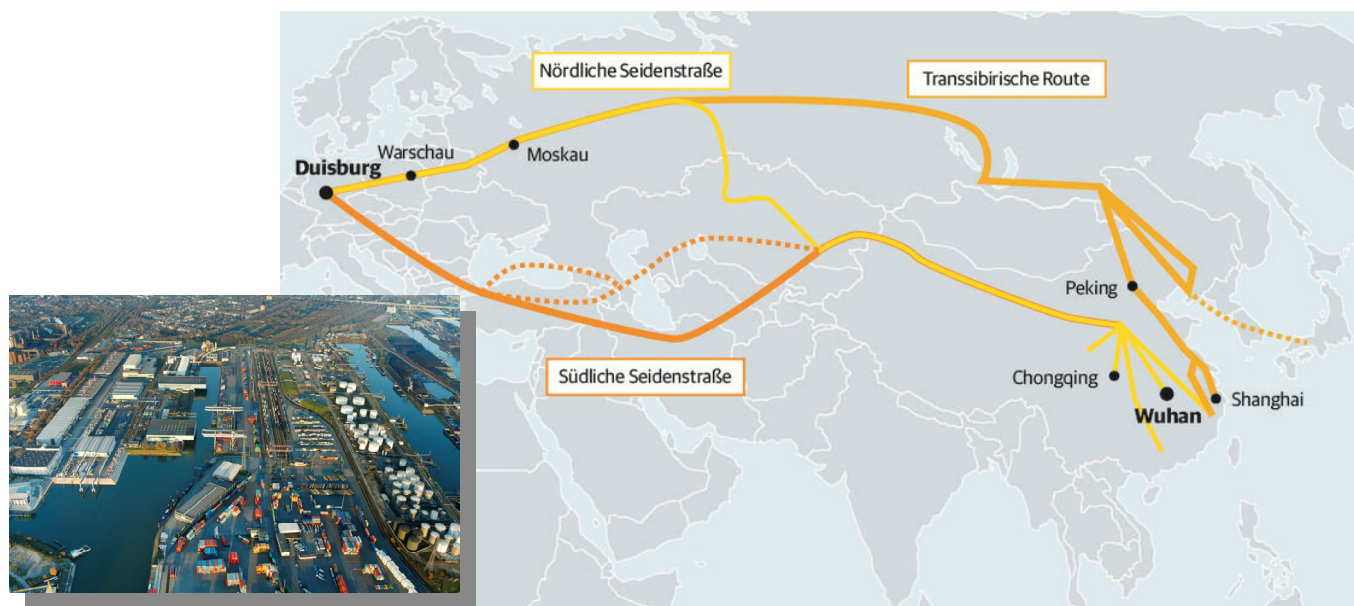 Nördliche Seidenstraße
Transsibirische Route
Warschau
Moskau
Duisburg
Peking
Südliche Seidenstraße
Chongqing
Wuhan
Shanghai